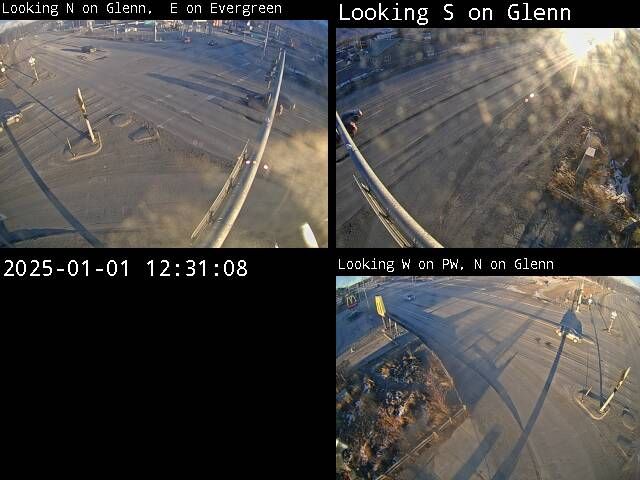 Looking N on Glenn,  E on Evergreen
Looking S on Glenn
2025-01-01 12:31:08
Looking W on PW, N on Glenn